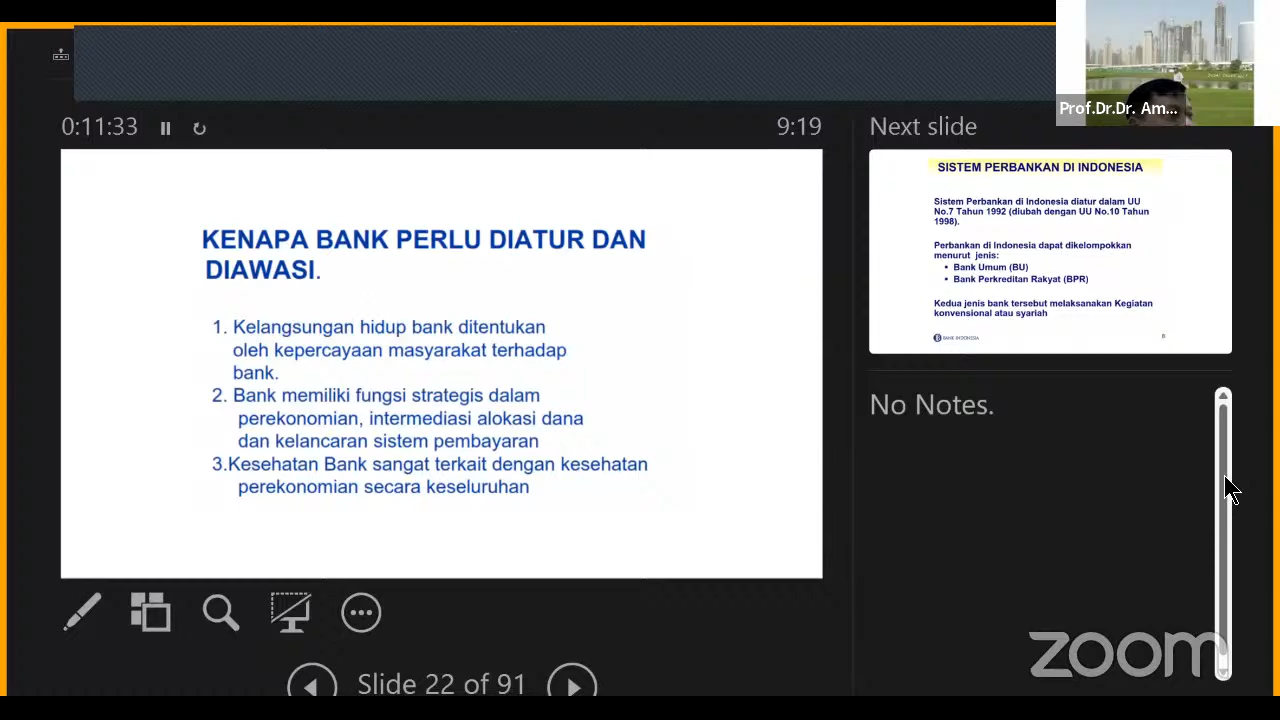 Prof.Dr.Dr. Am...
0:11:33
9:19
Next slide
KENAPA BANK PERLU DIATUR DAN
DIAWASI.
1. Kelangsungan hidup bank ditentukan
oleh kepercayaan masyarakat terhadap
bank.
2. Bank memiliki fungsi strategis dalam
perekonomian, intermediasi alokasi dana
dan kelancaran sistem pembayaran
3.Kesehatan Bank sangat terkait dengan kesehatan
perekonomian secara keseluruhan
SISTEM PERBANKAN DI INDONESIA
Sistem Perbankan di Indonesia diatur dalam UU
No.7 Tahun 1992 (diubah dengan UU No.10 Tahun
1998).
Perbankan di Indonesia dapat dikelompokkan
menurut jenis:
• Bank Umum (BU)
• Bank Perkreditan Rakyat (BPR)
Kedua jenis bank tersebut melaksanakan Kegiatan
konvensional atau syariah
BANK INDONESIA
No Notes.
Slide 22 of 91
zoom